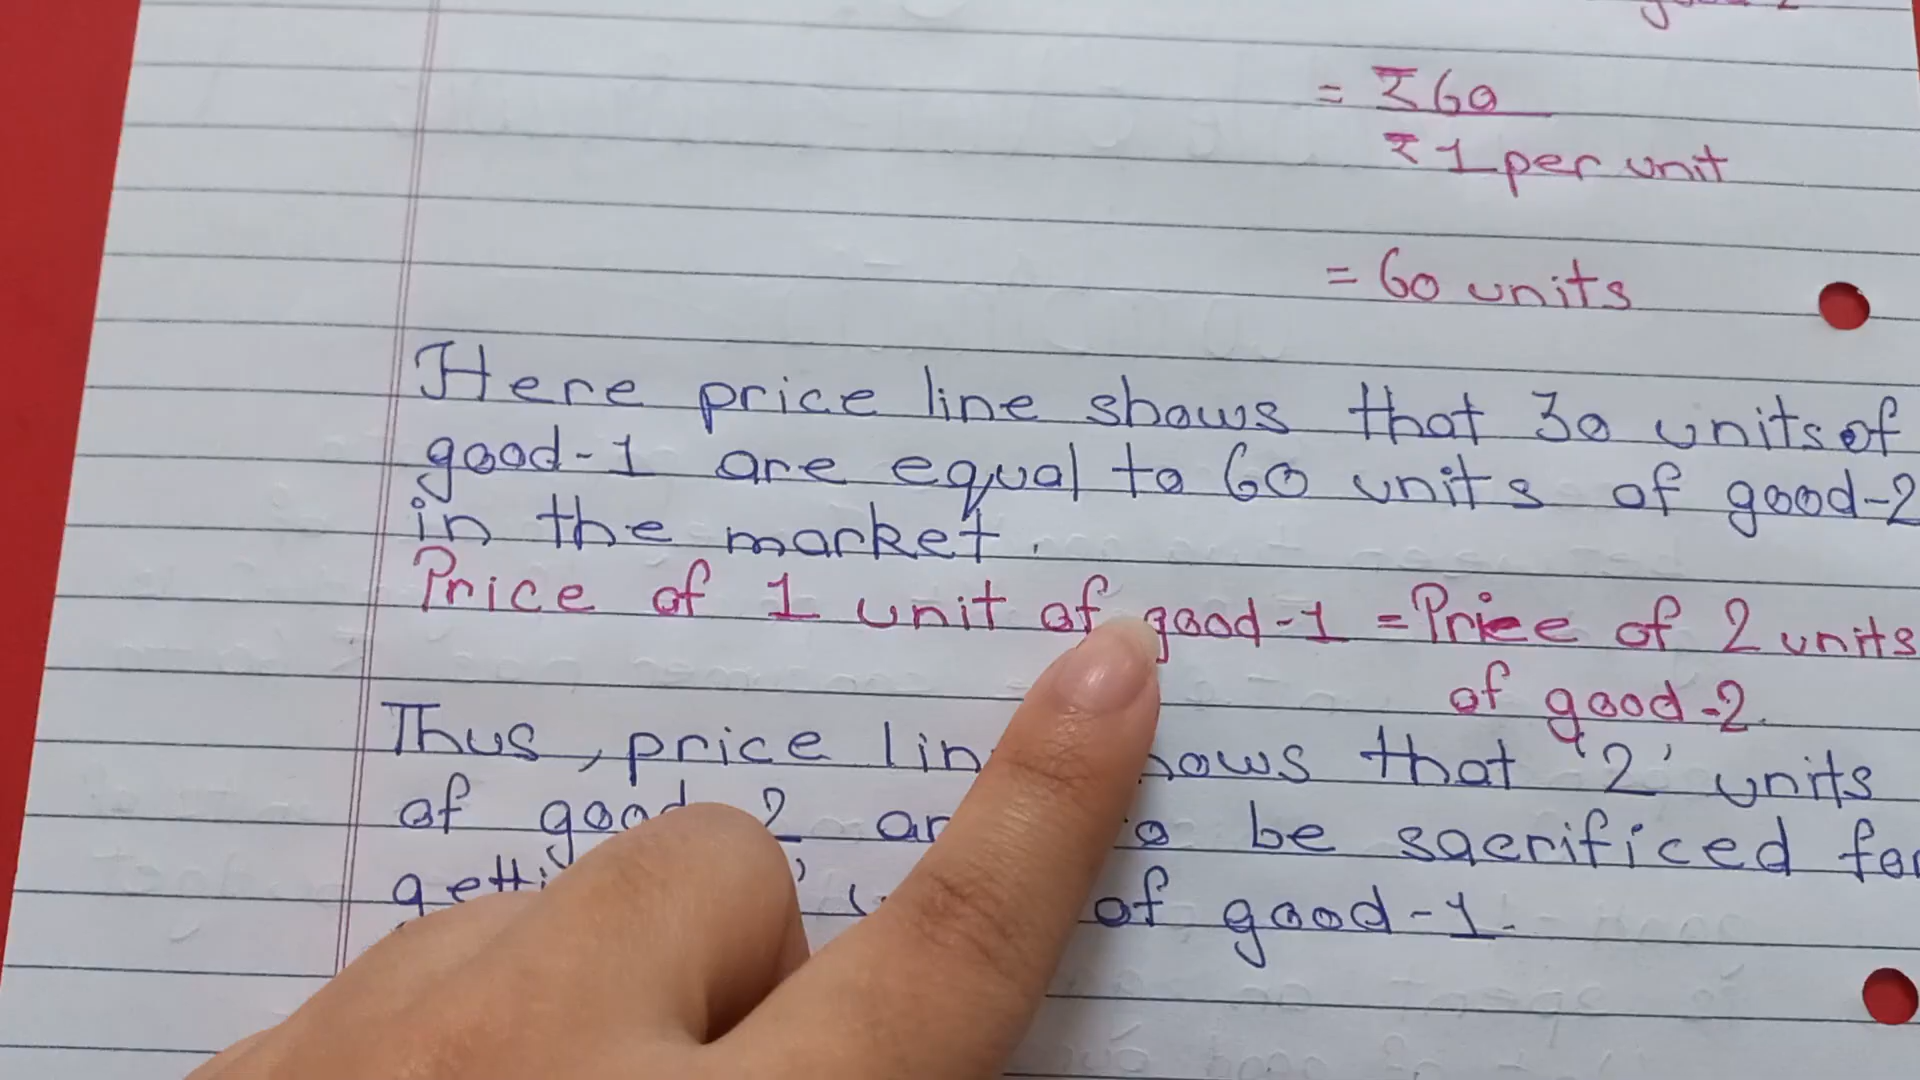 = ₹60
₹1 per unit
= 60 units
Here price line shows that 30 units of
good-1 are equal to 60 units of good-2
in the market.
Price of 1 unit of good-1 = Price of 2 units
of good-2.
Thus, price shows that '2' units
of 2 be sacrificed for
of good-1.